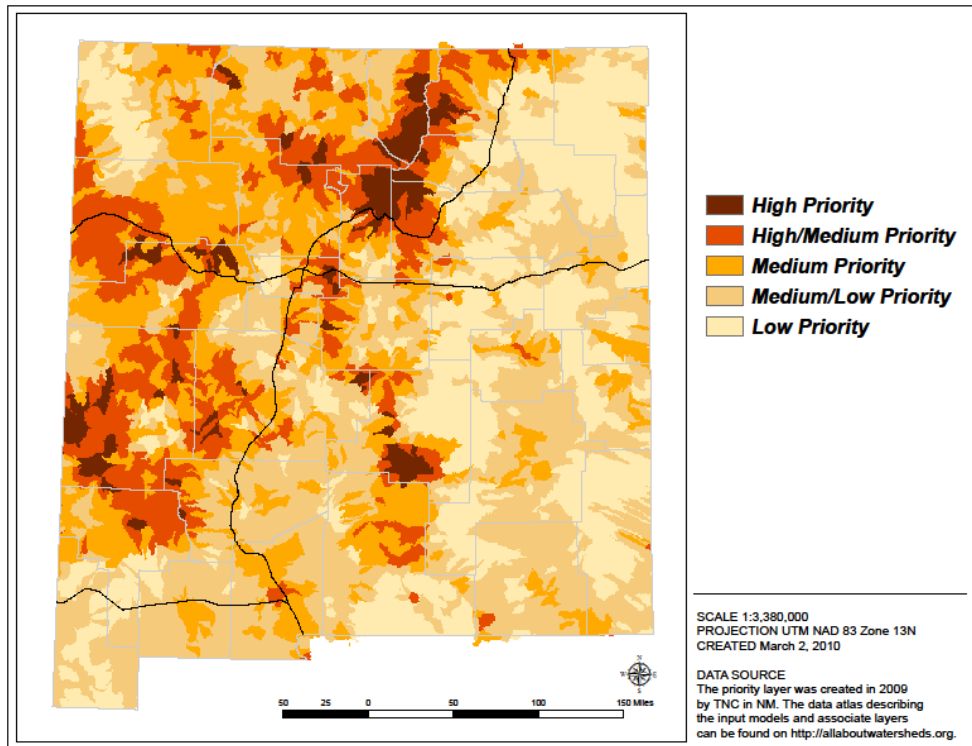 High Priority
High/Medium Priority
Medium Priority
Medium/Low Priority
Low Priority
SCALE 1:3,380,000
PROJECTION UTM NAD 83 Zone 13N
CREATED March 2, 2010
DATA SOURCE
The priority layer was created in 2009
by TNC in NM. The data atlas describing
the input models and associate layers
can be found on http://allaboutwatersheds.org.
N
W E
S
50 25 0 50 100 150 Miles